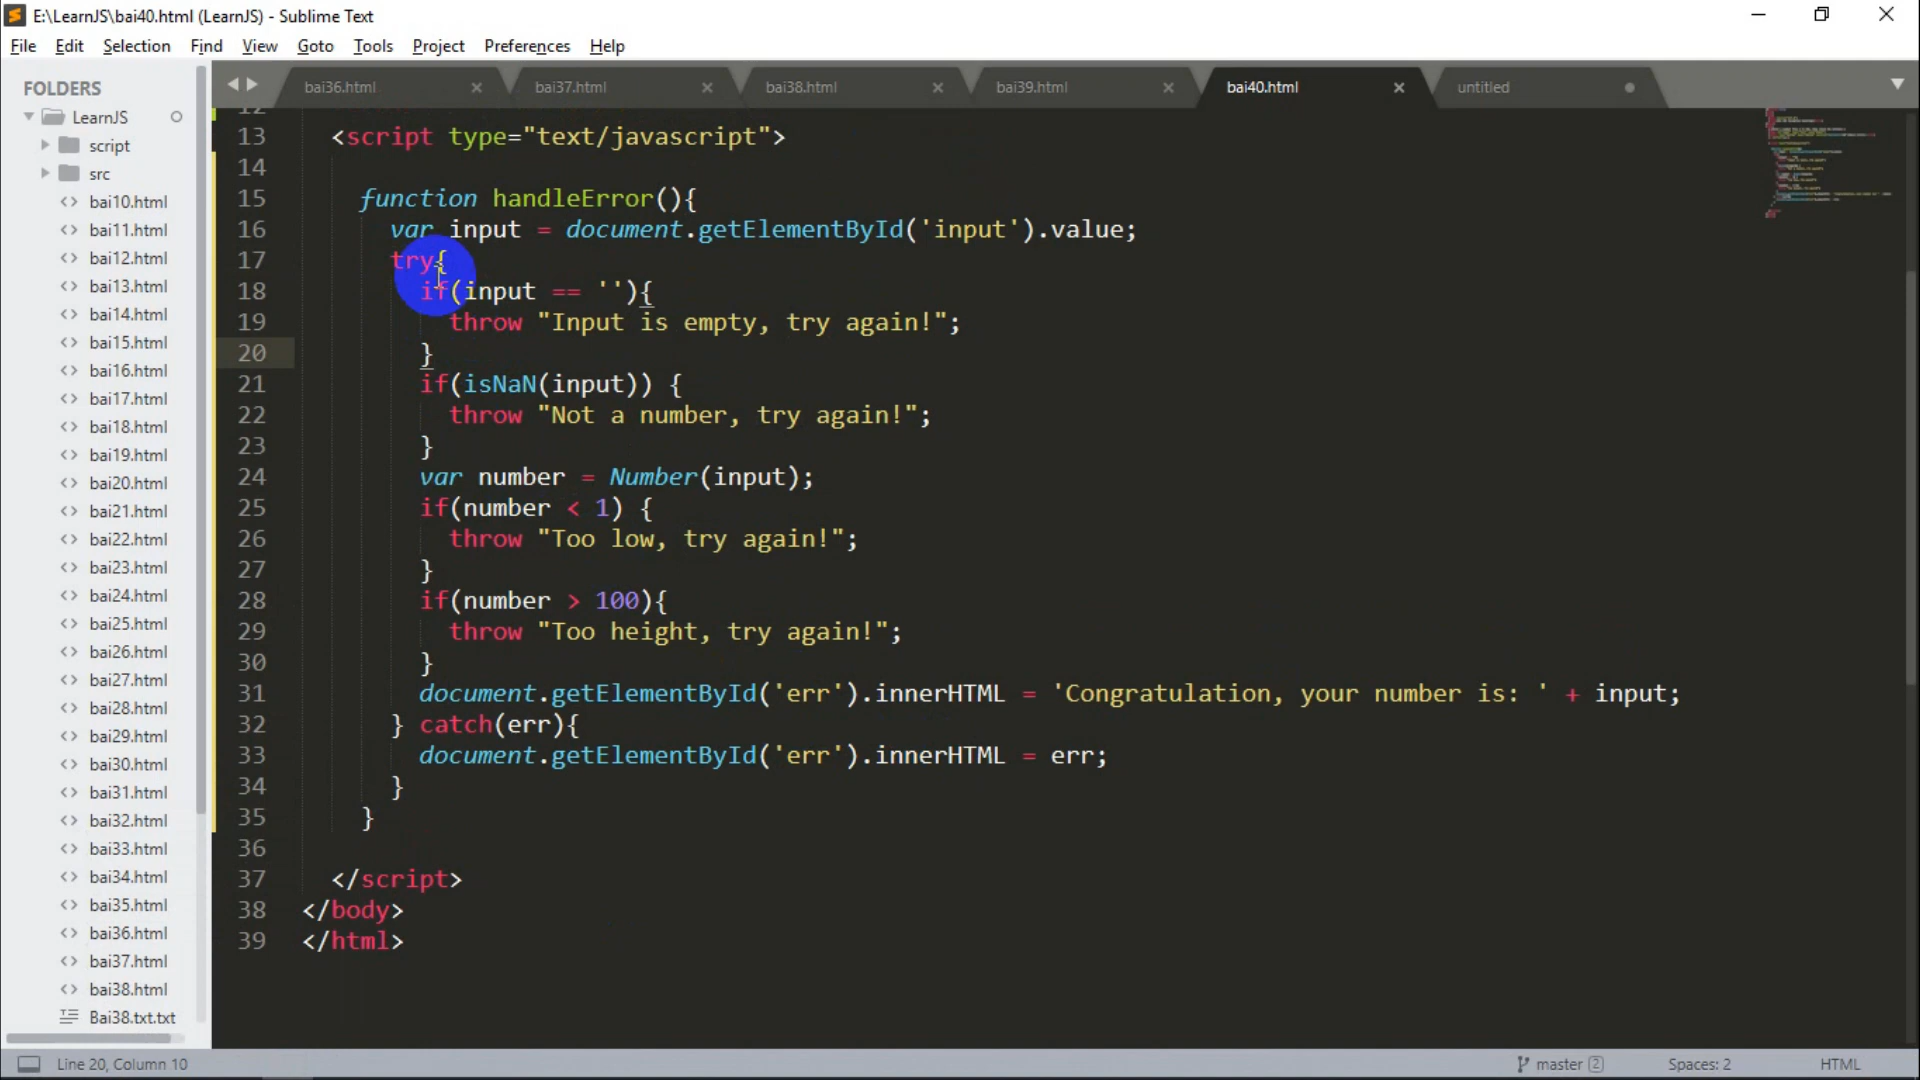 E:\LearnJS\bai40.html (LearnJS) - Sublime Text
File Edit Selection Find View Goto Tools Project Preferences Help
FOLDERS
LearnJS
script
src
bai10.html
bai11.html
bai12.html
bai13.html
bai14.html
bai15.html
bai16.html
bai17.html
bai18.html
bai19.html
bai20.html
bai21.html
bai22.html
bai23.html
bai24.html
bai25.html
bai26.html
bai27.html
bai28.html
bai29.html
bai30.html
bai31.html
bai32.html
bai33.html
bai34.html
bai35.html
bai36.html
bai37.html
bai38.html
Bai38.txt.txt
bai36.html bai37.html bai38.html bai39.html bai40.html untitled
12
13 <script type="text/javascript">
14
15 function handleError(){
16 var input = document.getElementById('input').value;
17 try{
18 if(input == ''){
19 throw "Input is empty, try again!";
20 }
21 if(isNaN(input)) {
22 throw "Not a number, try again!";
23 }
24 var number = Number(input);
25 if(number < 1) {
26 throw "Too low, try again!";
27 }
28 if(number > 100){
29 throw "Too height, try again!";
30 }
31 document.getElementById('err').innerHTML = 'Congratulation, your number is: ' + input;
32 } catch(err){
33 document.getElementById('err').innerHTML = err;
34 }
35 }
36
37 </script>
38 </body>
39 </html>
Line 20, Column 10 master 2 Spaces: 2 HTML